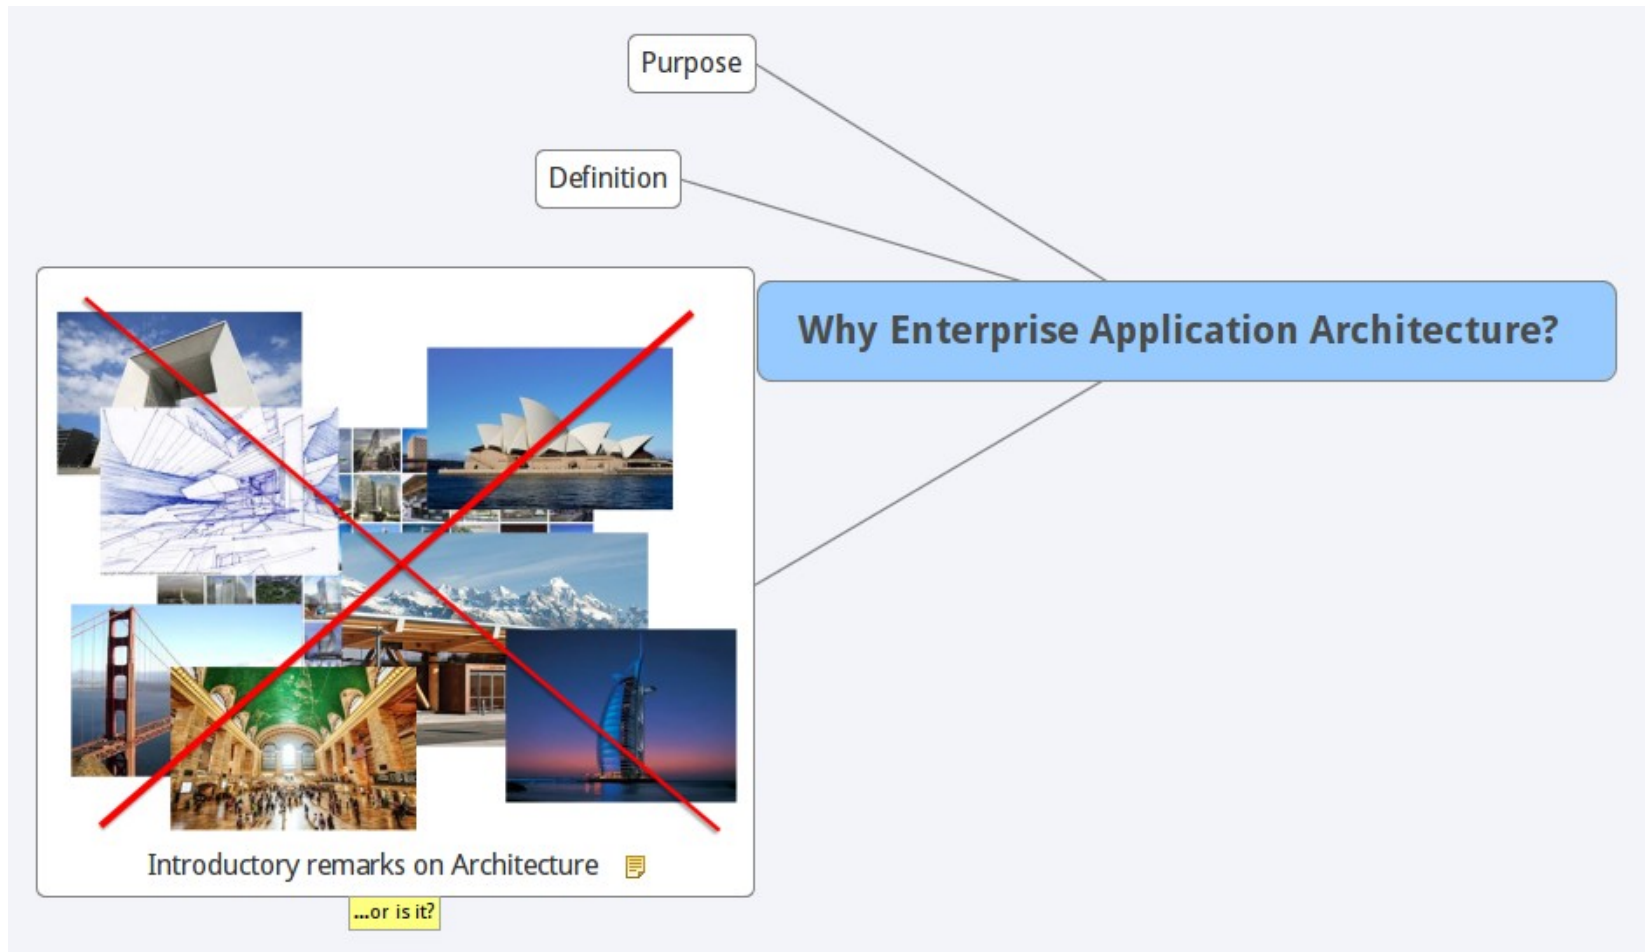 Purpose
Definition
Why Enterprise Application Architecture?
Introductory remarks on Architecture
...or is it?